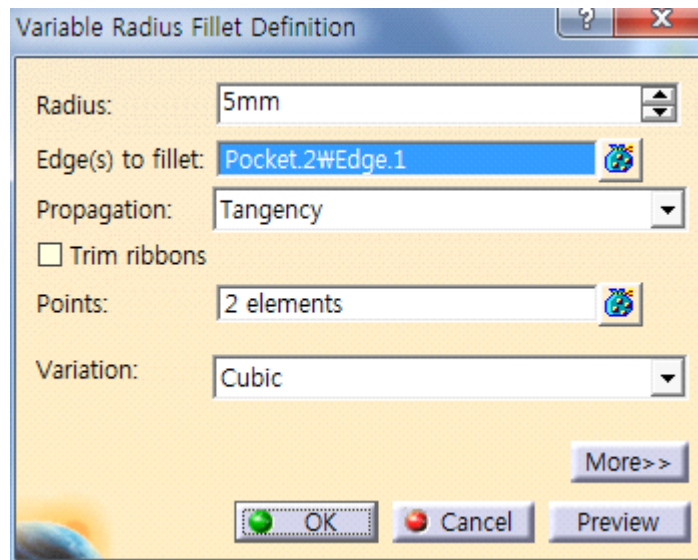 Variable Radius Fillet Definition
?
X
Radius: 5mm
Edge(s) to fillet: Pocket.2₩Edge.1
Propagation: Tangency
Trim ribbons
Points: 2 elements
Variation: Cubic
More>>
OK Cancel Preview